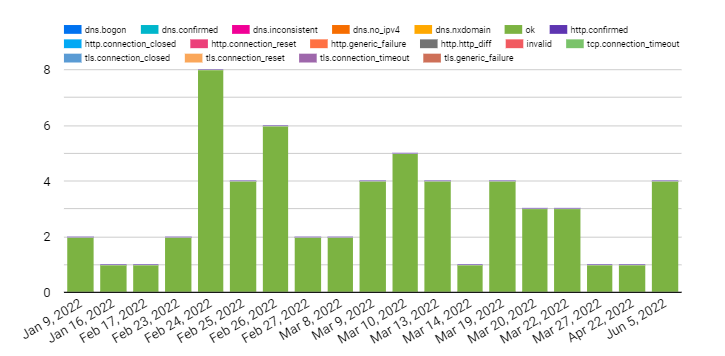 dns.bogon dns.confirmed dns.inconsistent dns.no_ipv4 dns.nxdomain ok http.confirmed
http.connection_closed http.connection_reset http.generic_failure http.http_diff invalid tcp.connection_timeout
tls.connection_closed tls.connection_reset tls.connection_timeout tls.generic_failure
8
6
4
2
0
Jan 9, 2022
Jan 16, 2022
Feb 17, 2022
Feb 23, 2022
Feb 24, 2022
Feb 25, 2022
Feb 26, 2022
Feb 27, 2022
Mar 8, 2022
Mar 9, 2022
Mar 10, 2022
Mar 13, 2022
Mar 14, 2022
Mar 19, 2022
Mar 20, 2022
Mar 22, 2022
Mar 27, 2022
Apr 22, 2022
Jun 5, 2022